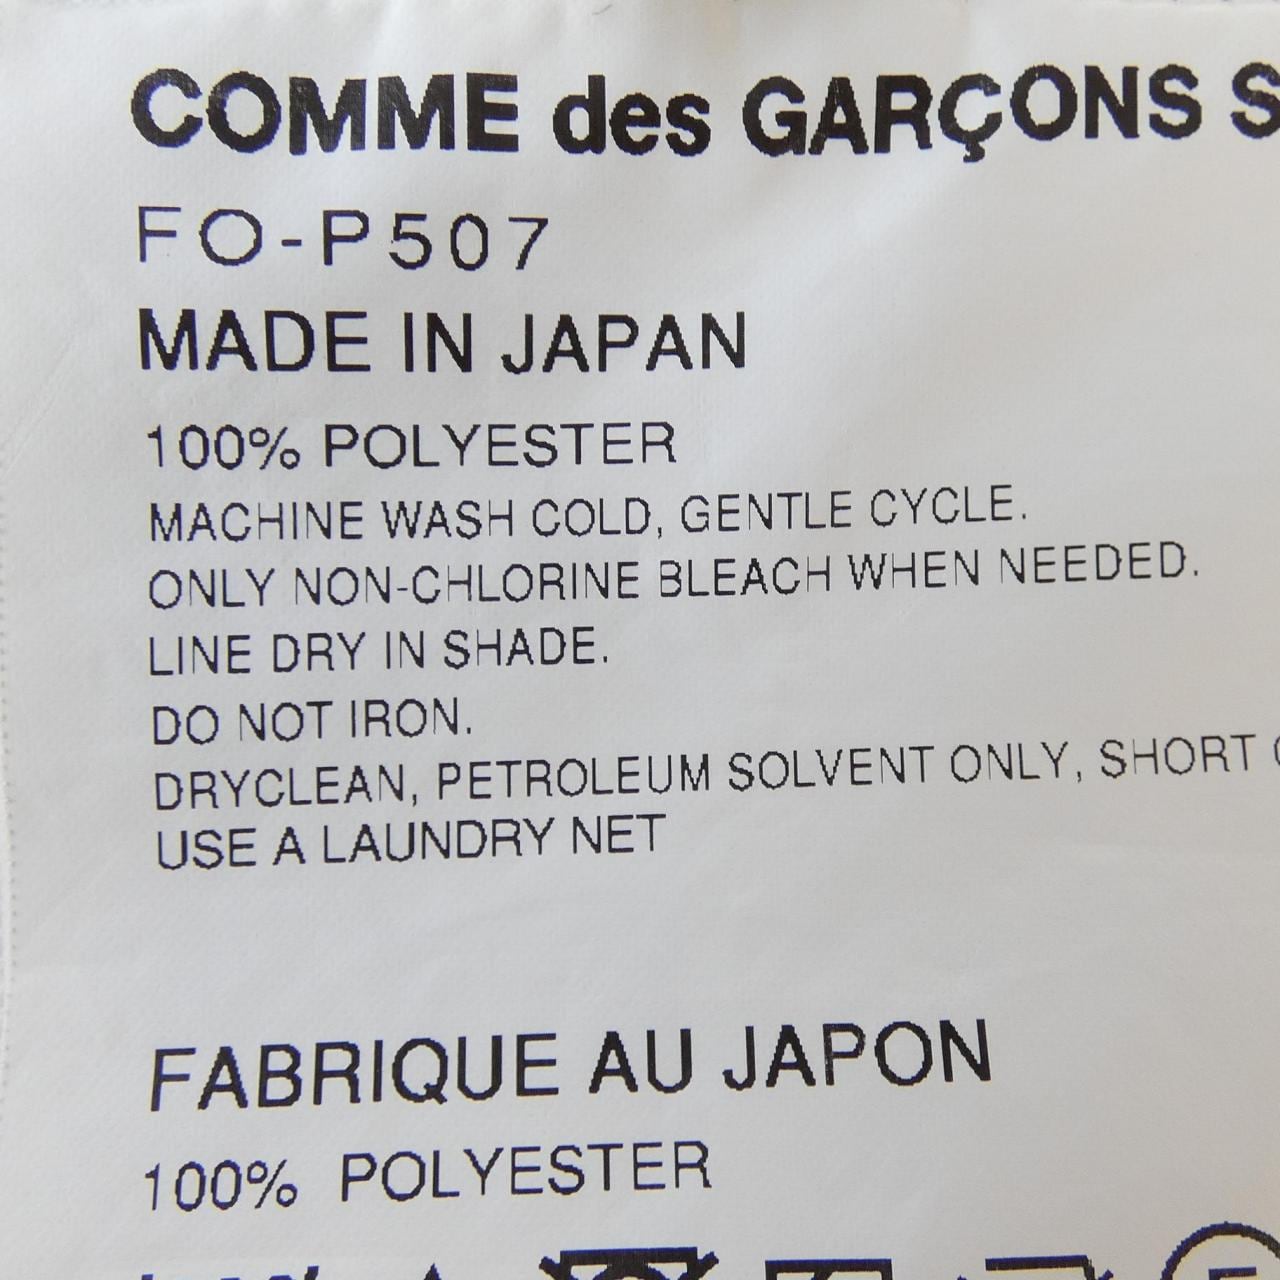 COMME des GARÇONS S
FO-P507
MADE IN JAPAN
100% POLYESTER
MACHINE WASH COLD, GENTLE CYCLE.
ONLY NON-CHLORINE BLEACH WHEN NEEDED.
LINE DRY IN SHADE.
DO NOT IRON.
DRYCLEAN, PETROLEUM SOLVENT ONLY, SHORT
USE A LAUNDRY NET
FABRIQUE AU JAPON
100% POLYESTER